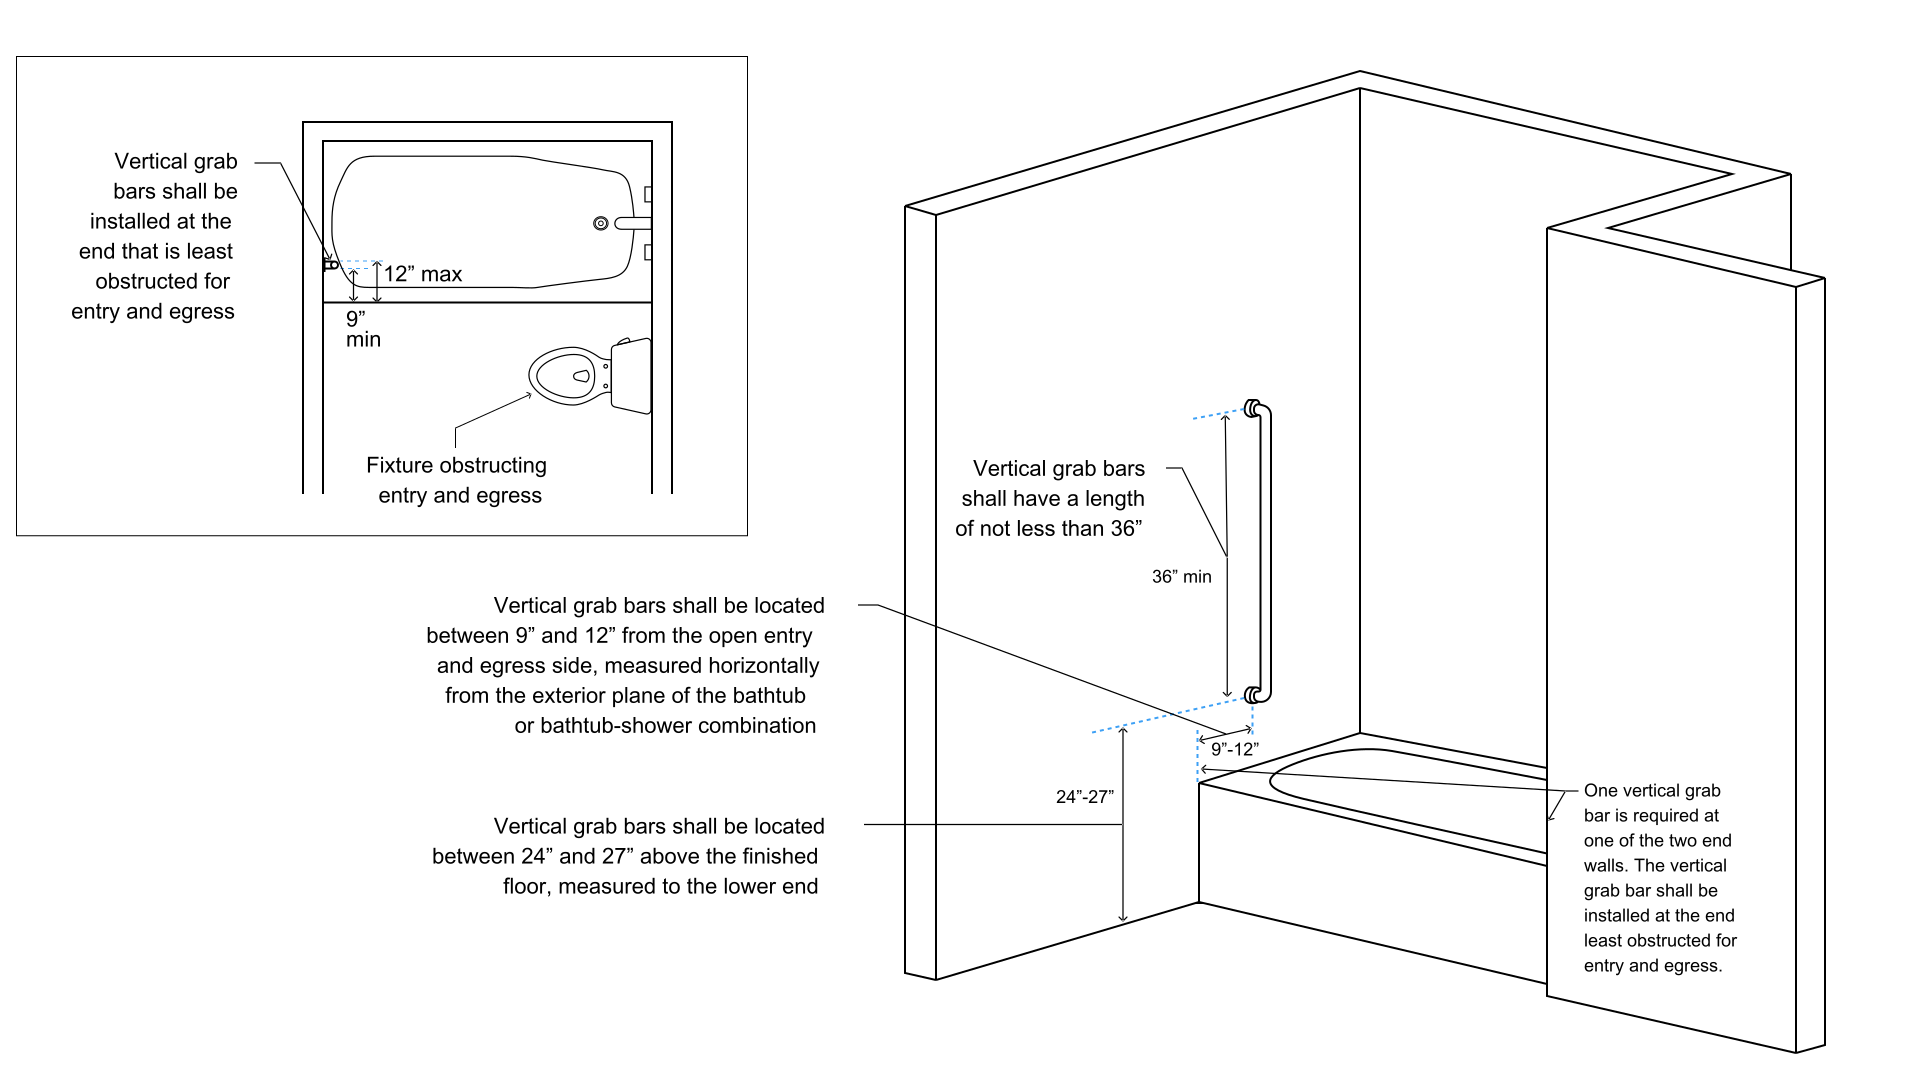 Vertical grab
bars shall be
installed at the
end that is least
obstructed for
entry and egress
12” max
9”
min
Fixture obstructing
entry and egress
Vertical grab bars
shall have a length
of not less than 36”
36” min
Vertical grab bars shall be located
between 9” and 12” from the open entry
and egress side, measured horizontally
from the exterior plane of the bathtub
or bathtub-shower combination
9”-12”
24”-27”
Vertical grab bars shall be located
between 24” and 27” above the finished
floor, measured to the lower end
One vertical grab
bar is required at
one of the two end
walls. The vertical
grab bar shall be
installed at the end
least obstructed for
entry and egress.